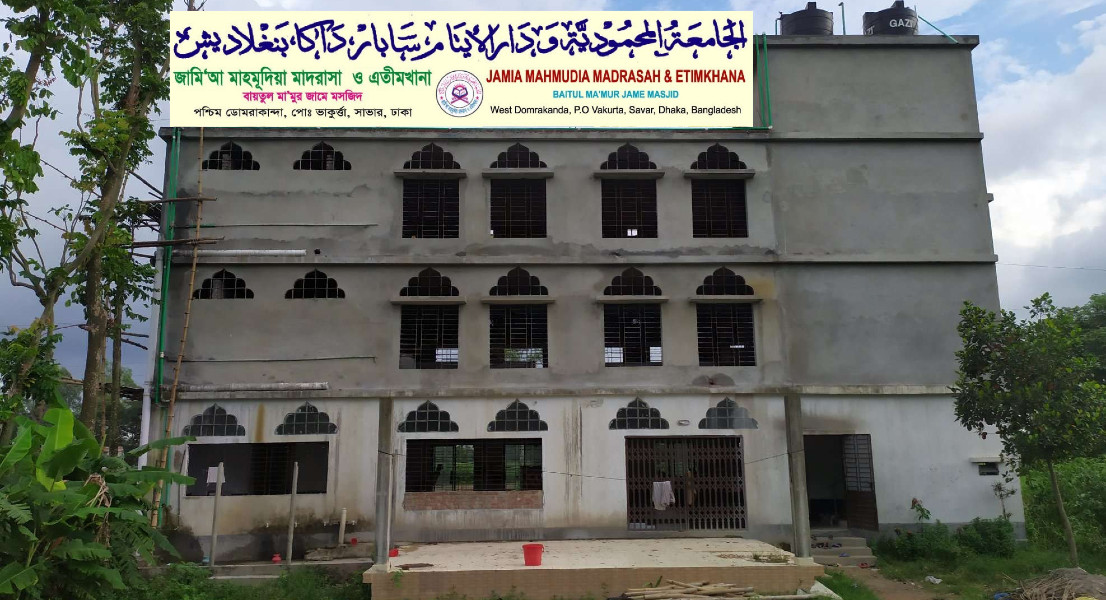 الجامعة المحمودية و دار الايتام سابار، داكا، بنغلاديش
জামি‘আ মাহমূদিয়া মাদরাসা ও এতীমখানা
বায়তুল মা‘মুর জামে মসজিদ
পশ্চিম ডোমরাকান্দা, পোঃ ভাকুর্ত্তা, সাভার, ঢাকা
JAMIA MAHMUDIA MADRASAH & ETIMKHANA
BAITUL MA'MUR JAME MASJID
West Domrakanda, P.O Vakurta, Savar, Dhaka, Bangladesh
GAZI